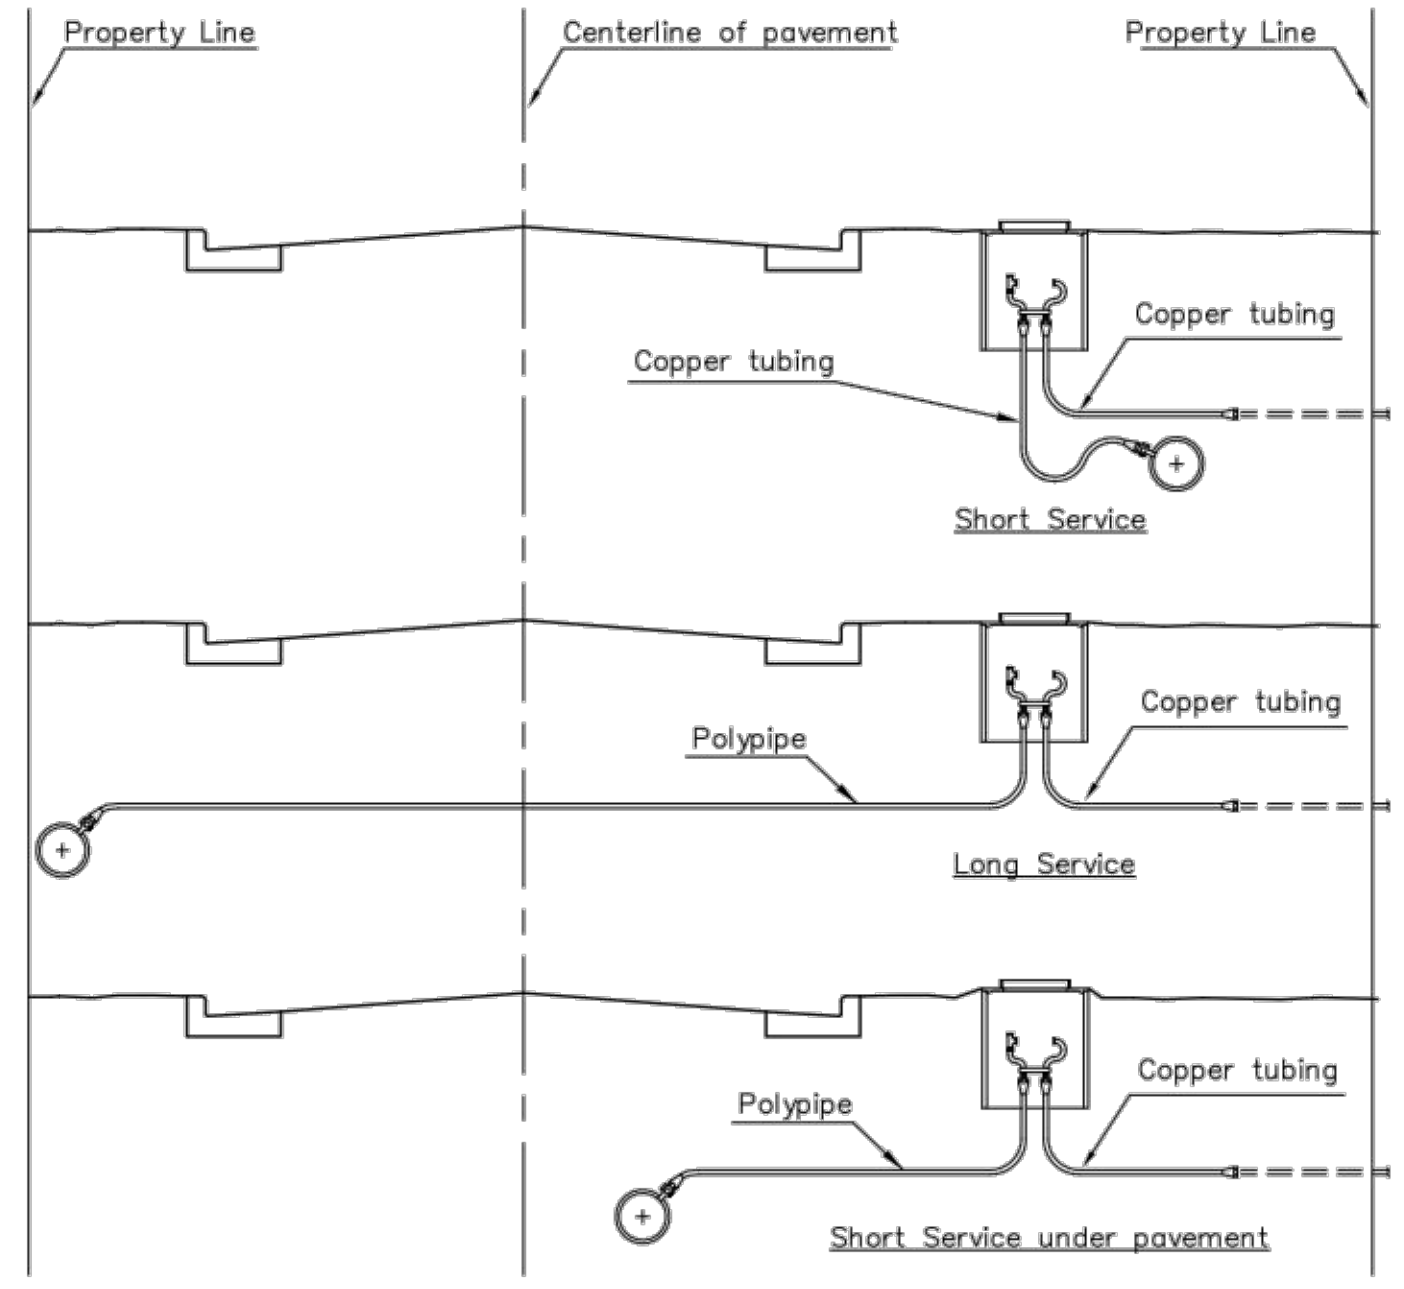 Property Line
Centerline of pavement
Property Line
Copper tubing
Copper tubing
Short Service
Copper tubing
Polypipe
Long Service
Copper tubing
Polypipe
Short Service under pavement